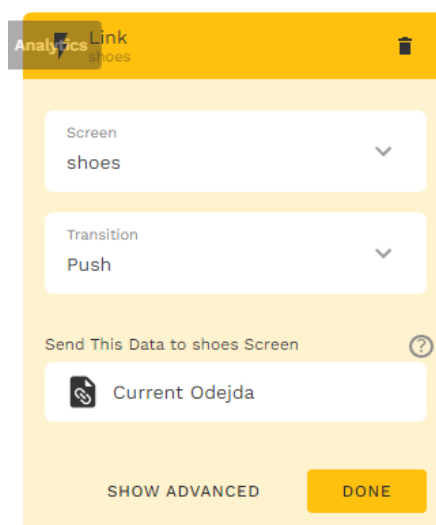 Link
Analytics
shoes
Screen
shoes
Transition
Push
Send This Data to shoes Screen
?
Current Odejda
SHOW ADVANCED
DONE